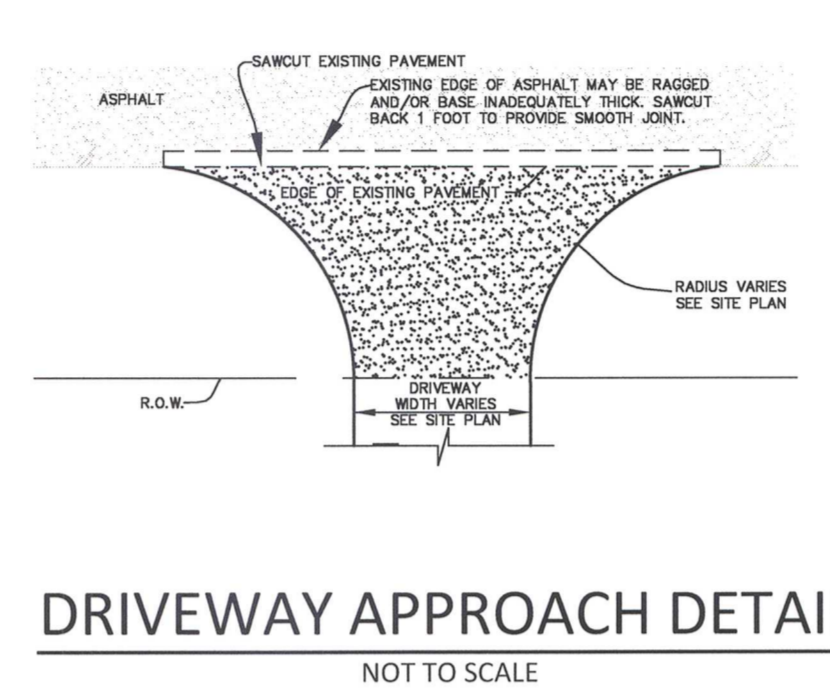 SAWCUT EXISTING PAVEMENT
ASPHALT
EXISTING EDGE OF ASPHALT MAY BE RAGGED
AND/OR BASE INADEQUATELY THICK. SAWCUT
BACK 1 FOOT TO PROVIDE SMOOTH JOINT.
EDGE OF EXISTING PAVEMENT
RADIUS VARIES
SEE SITE PLAN
R.O.W.
DRIVEWAY
WIDTH VARIES
SEE SITE PLAN
DRIVEWAY APPROACH DETAI
NOT TO SCALE